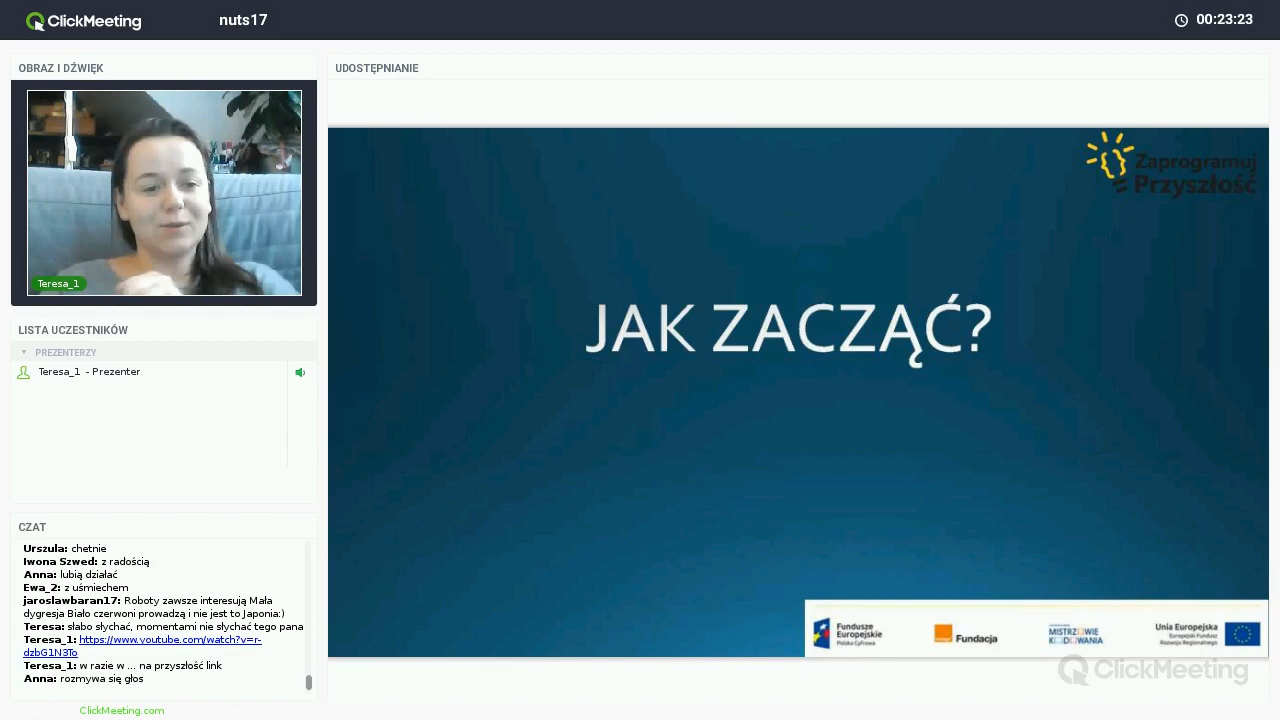 ClickMeeting
nuts17
00:23:23
OBRAZ I DŹWIĘK
Teresa_1
LISTA UCZESTNIKÓW
PREZENTERZY
Teresa_1 - Prezenter
CZAT
Urszula: chetnie
Iwona Szwed: z radością
Anna: lubią działać
Ewa_2: z uśmiechem
jaroslawbaran17: Roboty zawsze interesują Mała
dygresja Biało czerwoni prowadzą i nie jest to Japonia:)
Teresa: słabo słychać, momentami nie słychać tego pana
Teresa_1: https://www.youtube.com/watch?v=r-
dzbG1N3To
Teresa_1: w razie w ... na przyszłość link
Anna: rozmywa się głos
ClickMeeting.com
UDOSTĘPNIANIE
Zaprogramuj
Przyszłość
JAK ZACZĄĆ?
Fundusze
Europejskie
Polska Cyfrowa
Fundacja
MISTRZOWIE
KODOWANIA
Unia Europejska
Europejski Fundusz
Rozwoju Regionalnego
ClickMeeting